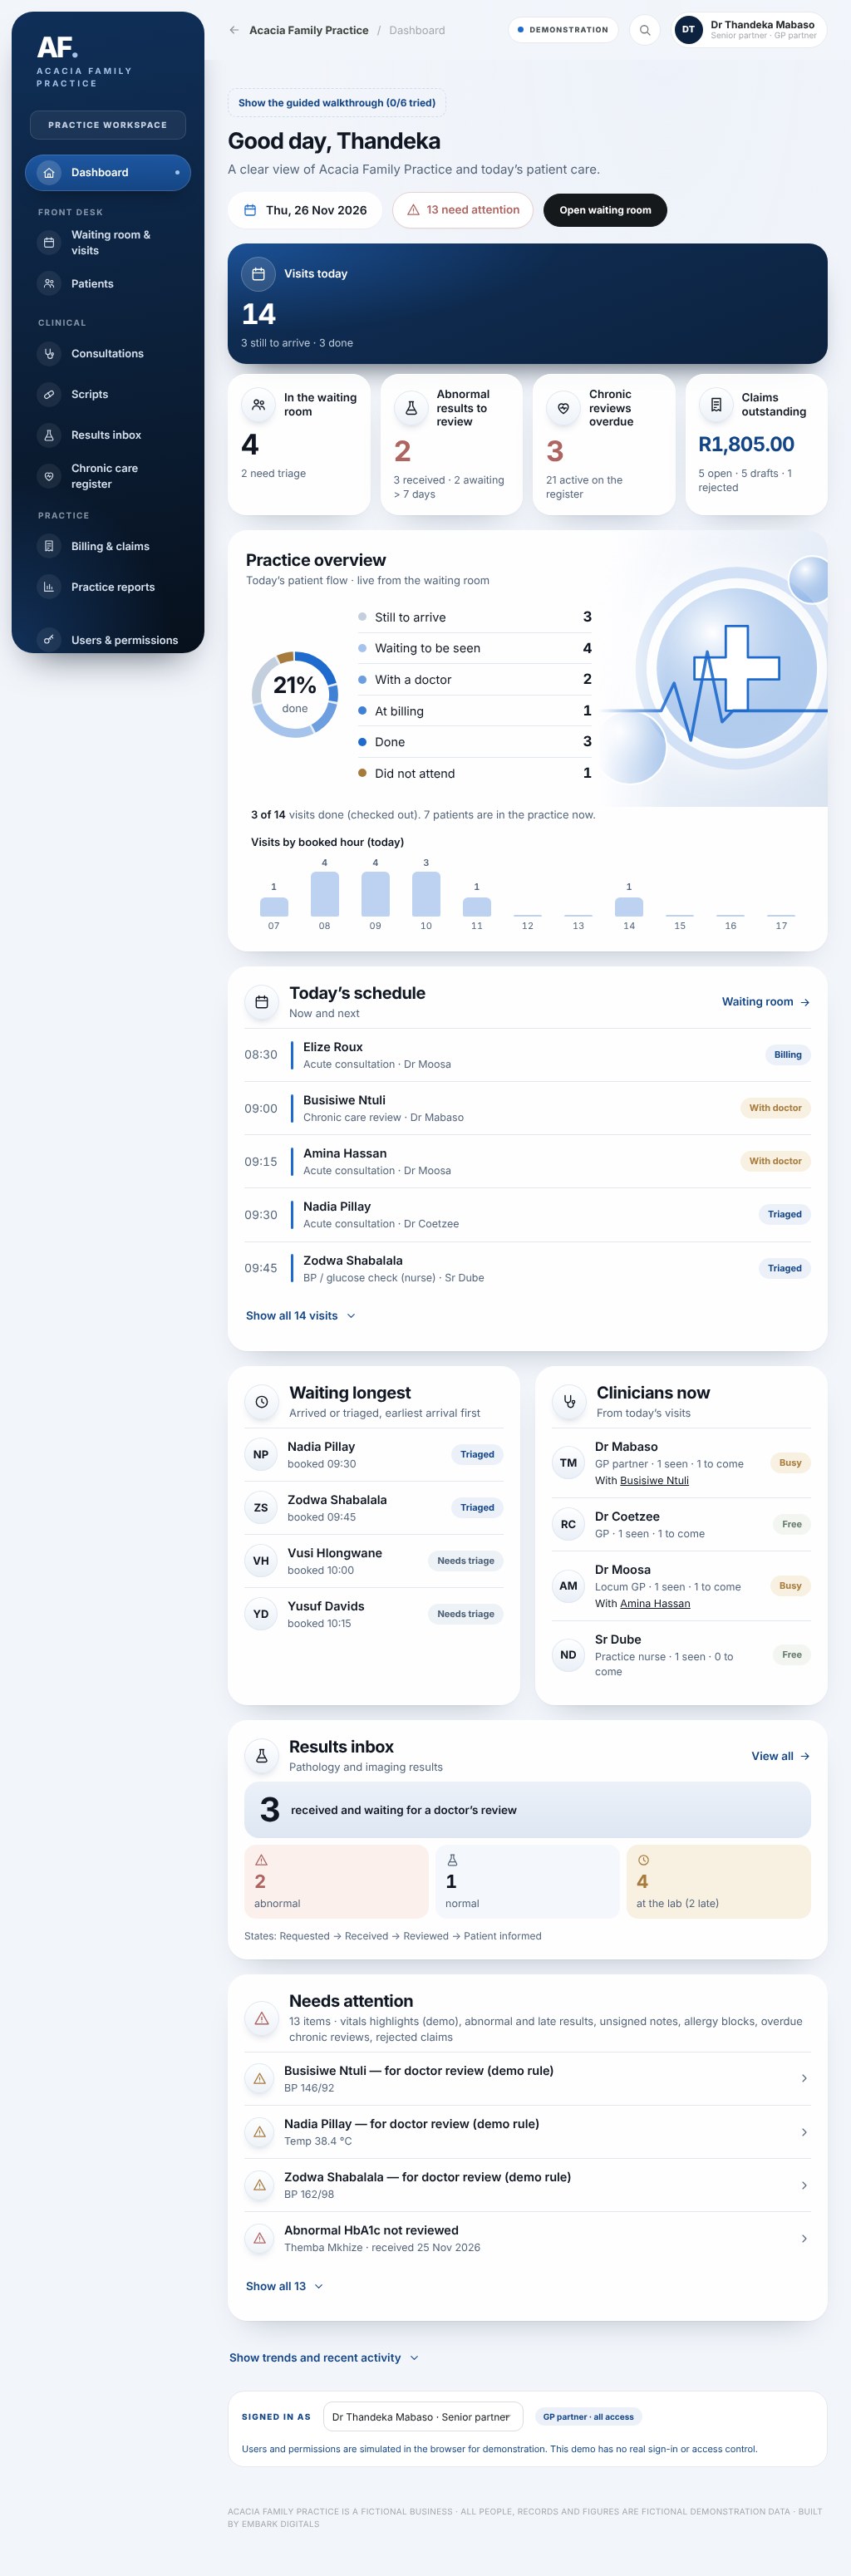 AF.
ACACIA FAMILY
PRACTICE
PRACTICE WORKSPACE
Dashboard
FRONT DESK
Waiting room &
visits
Patients
CLINICAL
Consultations
Scripts
Results inbox
Chronic care
register
PRACTICE
Billing & claims
Practice reports
Users & permissions
← Acacia Family Practice / Dashboard
DEMONSTRATION
DT
Dr Thandeka Mabaso
Senior partner · GP partner
Show the guided walkthrough (0/6 tried)
Good day, Thandeka
A clear view of Acacia Family Practice and today’s patient care.
Thu, 26 Nov 2026
13 need attention
Open waiting room
Visits today
14
3 still to arrive · 3 done
In the waiting
room
4
2 need triage
Abnormal
results to
review
2
3 received · 2 awaiting
> 7 days
Chronic
reviews
overdue
3
21 active on the
register
Claims
outstanding
R1,805.00
5 open · 5 drafts · 1
rejected
Practice overview
Today’s patient flow · live from the waiting room
21%
done
Still to arrive 3
Waiting to be seen 4
With a doctor 2
At billing 1
Done 3
Did not attend 1
3 of 14 visits done (checked out). 7 patients are in the practice now.
Visits by booked hour (today)
1 4 4 3 1 1
07 08 09 10 11 12 13 14 15 16 17
Today’s schedule
Now and next
Waiting room →
08:30
Elize Roux
Acute consultation · Dr Moosa
Billing
09:00
Busisiwe Ntuli
Chronic care review · Dr Mabaso
With doctor
09:15
Amina Hassan
Acute consultation · Dr Moosa
With doctor
09:30
Nadia Pillay
Acute consultation · Dr Coetzee
Triaged
09:45
Zodwa Shabalala
BP / glucose check (nurse) · Sr Dube
Triaged
Show all 14 visits
Waiting longest
Arrived or triaged, earliest arrival first
NP
Nadia Pillay
booked 09:30
Triaged
ZS
Zodwa Shabalala
booked 09:45
Triaged
VH
Vusi Hlongwane
booked 10:00
Needs triage
YD
Yusuf Davids
booked 10:15
Needs triage
Clinicians now
From today’s visits
TM
Dr Mabaso
GP partner · 1 seen · 1 to come
With Busisiwe Ntuli
Busy
RC
Dr Coetzee
GP · 1 seen · 1 to come
Free
AM
Dr Moosa
Locum GP · 1 seen · 1 to come
With Amina Hassan
Busy
ND
Sr Dube
Practice nurse · 1 seen · 0 to
come
Free
Results inbox
Pathology and imaging results
View all →
3 received and waiting for a doctor’s review
2
abnormal
1
normal
4
at the lab (2 late)
States: Requested → Received → Reviewed → Patient informed
Needs attention
13 items · vitals highlights (demo), abnormal and late results, unsigned notes, allergy blocks, overdue
chronic reviews, rejected claims
Busisiwe Ntuli — for doctor review (demo rule)
BP 146/92
Nadia Pillay — for doctor review (demo rule)
Temp 38.4 °C
Zodwa Shabalala — for doctor review (demo rule)
BP 162/98
Abnormal HbA1c not reviewed
Themba Mkhize · received 25 Nov 2026
Show all 13
Show trends and recent activity
SIGNED IN AS
Dr Thandeka Mabaso · Senior partner
GP partner · all access
Users and permissions are simulated in the browser for demonstration. This demo has no real sign-in or access control.
ACACIA FAMILY PRACTICE IS A FICTIONAL BUSINESS · ALL PEOPLE, RECORDS AND FIGURES ARE FICTIONAL DEMONSTRATION DATA · BUILT
BY EMBARK DIGITALS